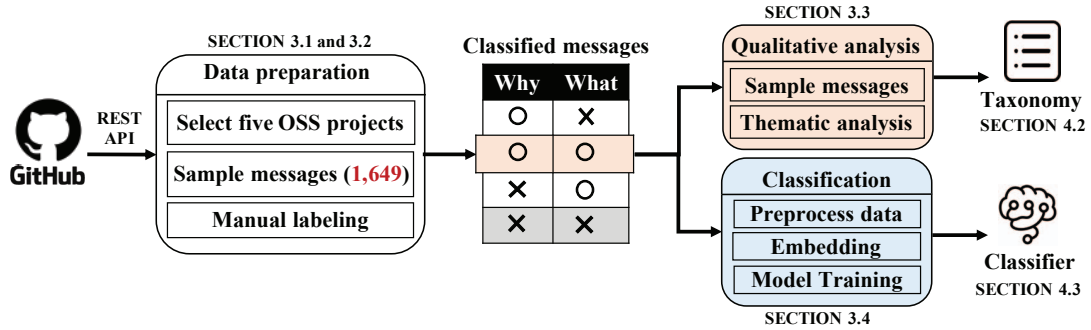 GitHub
REST
API
SECTION 3.1 and 3.2
Data preparation
Select five OSS projects
Sample messages (1,649)
Manual labeling
Classified messages
Why What
SECTION 3.3
Qualitative analysis
Sample messages
Thematic analysis
Taxonomy
SECTION 4.2
Classification
Preprocess data
Embedding
Model Training
SECTION 3.4
Classifier
SECTION 4.3